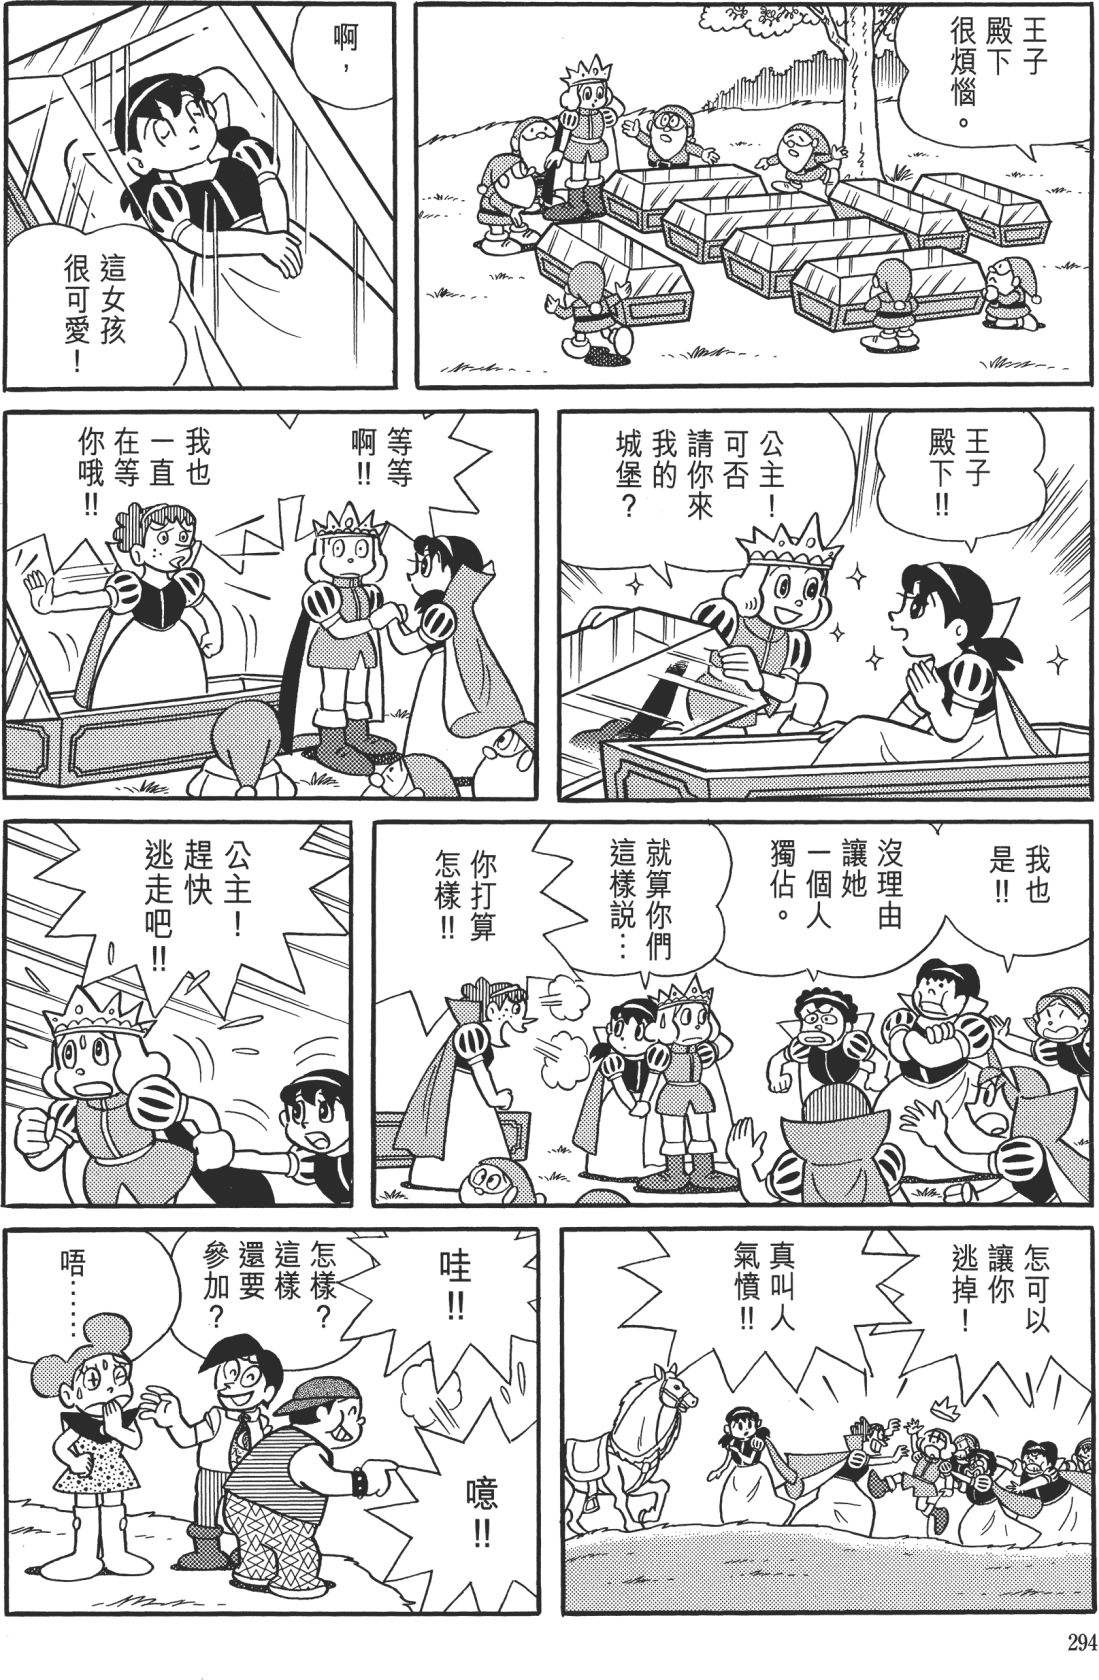 王子
殿下
很煩惱。
啊，
這女孩
很可愛！
王子
殿下!!
公主！
可否
請你來
我的
城堡？
等等
啊!!
我也
一直
在等
你哦!!
我也
是!!
沒理由
讓她
一個人
獨佔。
就算你們
這樣說…
你打算
怎樣!!
公主！
趕快
逃走吧!!
怎可以
讓你
逃掉！
真叫人
氣憤!!
哇!!
噫!!
怎樣？
這樣
還要
參加？
唔……
294